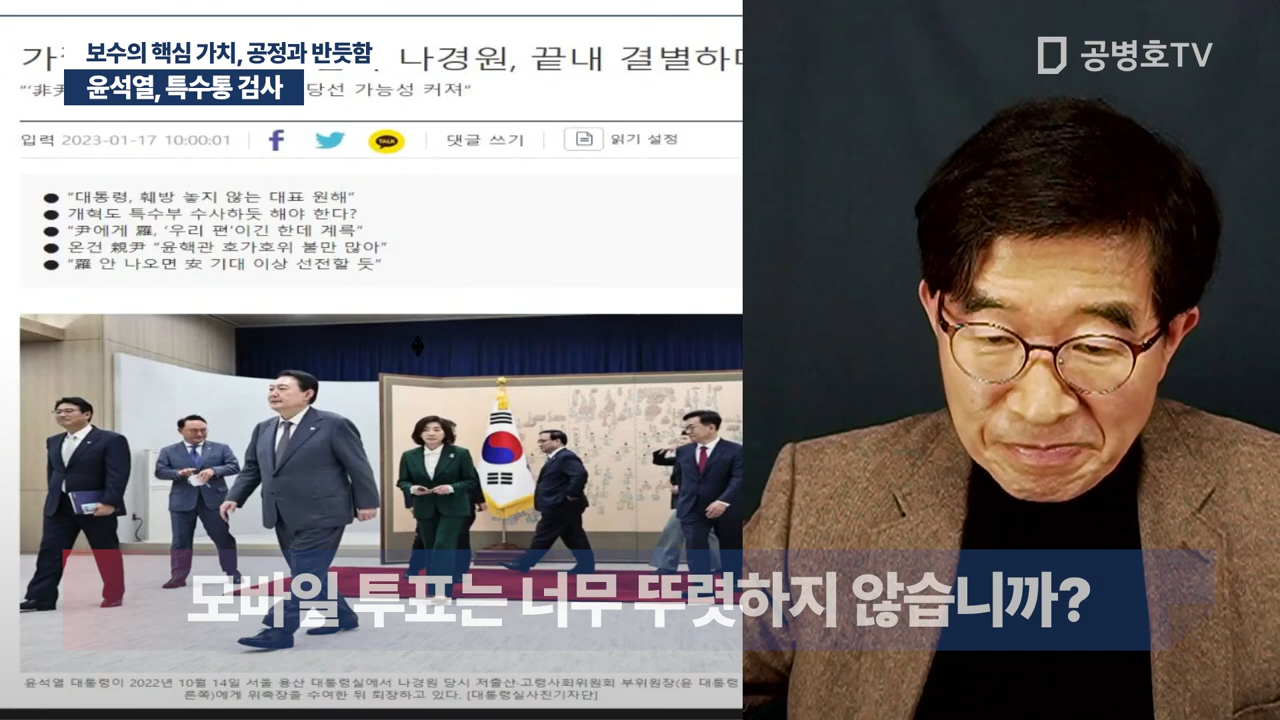 보수의 핵심 가치, 공정과 반듯함
윤석열, 특수통 검사
나경원, 끝내 결별하
당선 가능성 커져”
공병호TV
입력 2023-01-17 10:00:01
TALK
댓글 쓰기
읽기 설정
● “대통령, 훼방 놓지 않는 대표 원해”
● 개혁도 특수부 수사하듯 해야 한다?
● “尹에게 羅, ‘우리 편’이긴 한데 계륵”
● 온건 親尹 “윤핵관 호가호위 불만 많아”
● “羅 안 나오면 安 기대 이상 선전할 듯”
모바일 투표는 너무 뚜렷하지 않습니까?
윤석열 대통령이 2022년 10월 14일 서울 용산 대통령실에서 나경원 당시 저출산·고령사회위원회 부위원장(윤 대통령
른쪽)에게 위촉장을 수여한 뒤 퇴장하고 있다. [대통령실사진기자단]